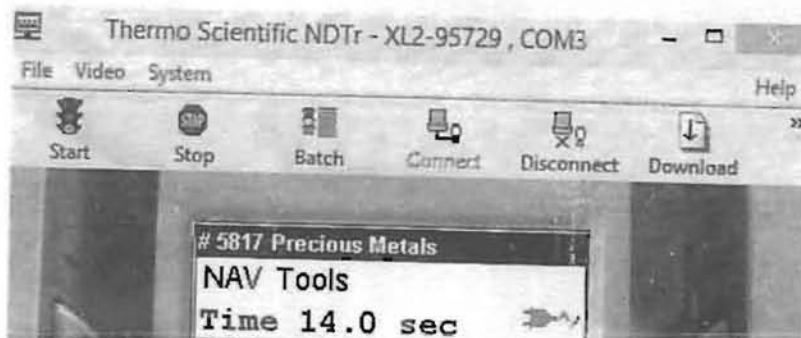 Thermo Scientific NDTr - XL2-95729 , COM3
File Video System Help
Start Stop Batch Connect Disconnect Download
# 5817 Precious Metals
NAV Tools
Time 14.0 sec